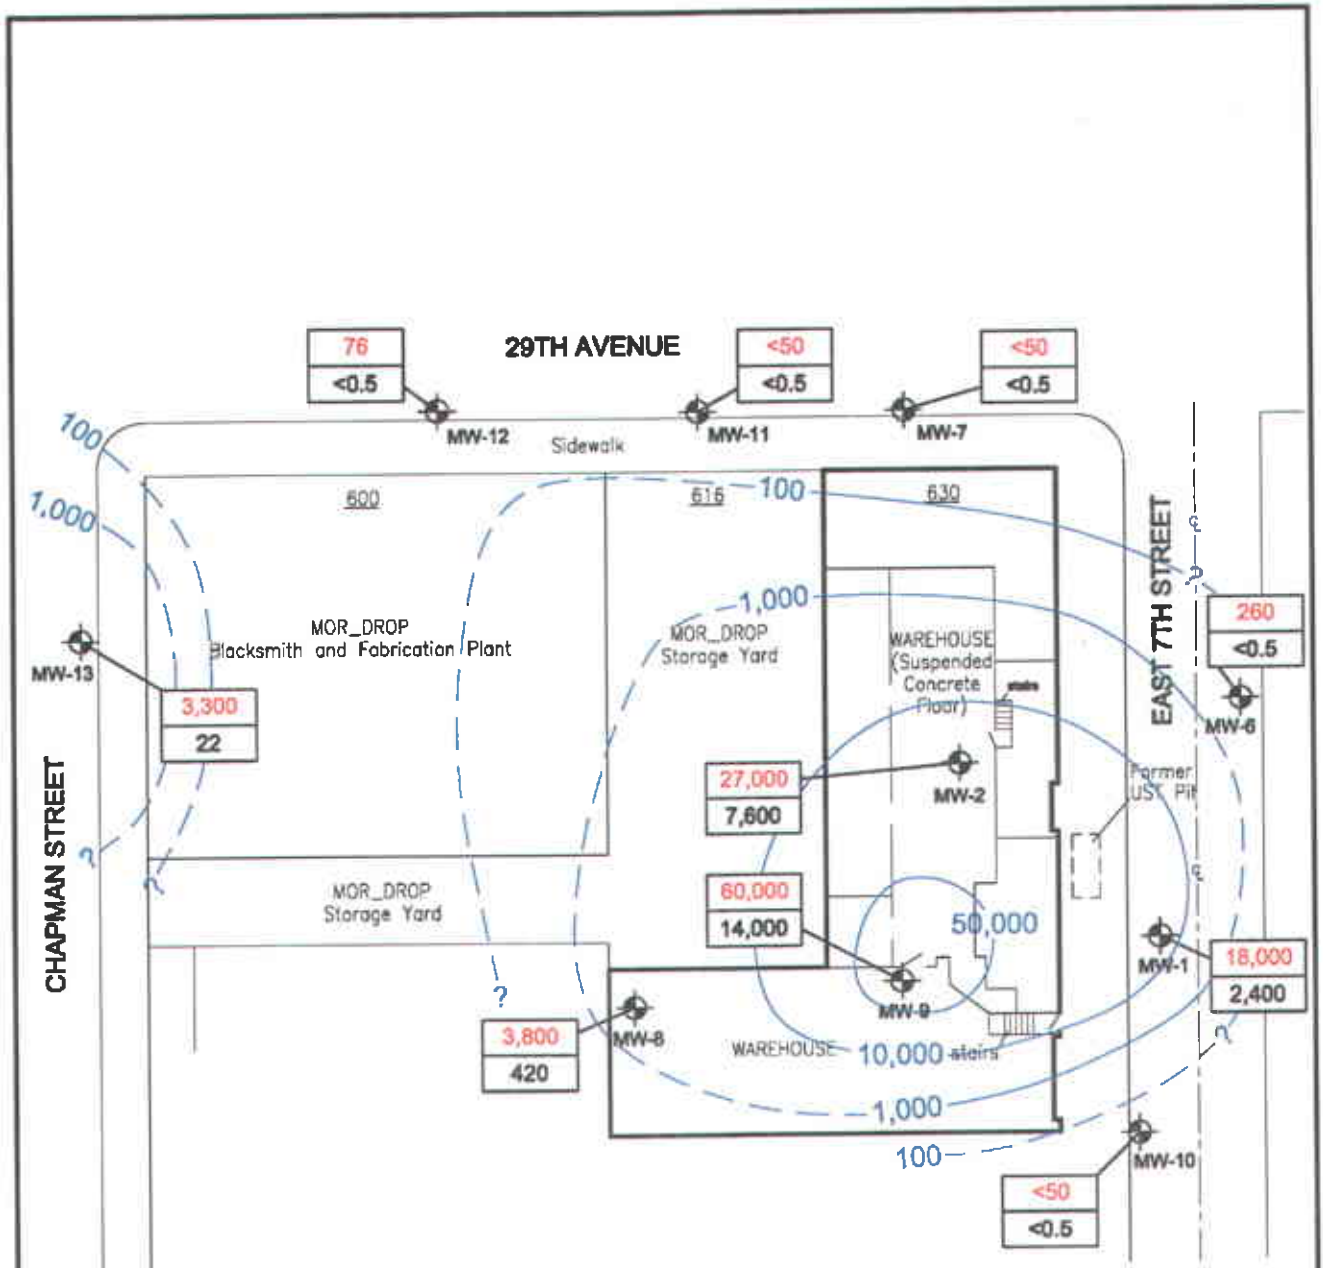 76
<0.5
29TH AVENUE
<50
<0.5
<50
<0.5
MW-12
MW-11
MW-7
Sidewalk
100
1,000
600
616
100
630
EAST 7TH STREET
1,000
260
<0.5
MW-6
MOR_DROP
Blacksmith and Fabrication Plant
MOR_DROP
Storage Yard
WAREHOUSE
(Suspended
Concrete
Floor)
stairs
MW-13
3,300
22
CHAPMAN STREET
?
?
?
27,000
7,600
MW-2
Former
UST Pit
MOR_DROP
Storage Yard
60,000
14,000
50,000
MW-1
18,000
2,400
MW-9
?
?
MW-8
3,800
420
WAREHOUSE
10,000
stairs
1,000
100
MW-10
<50
<0.5